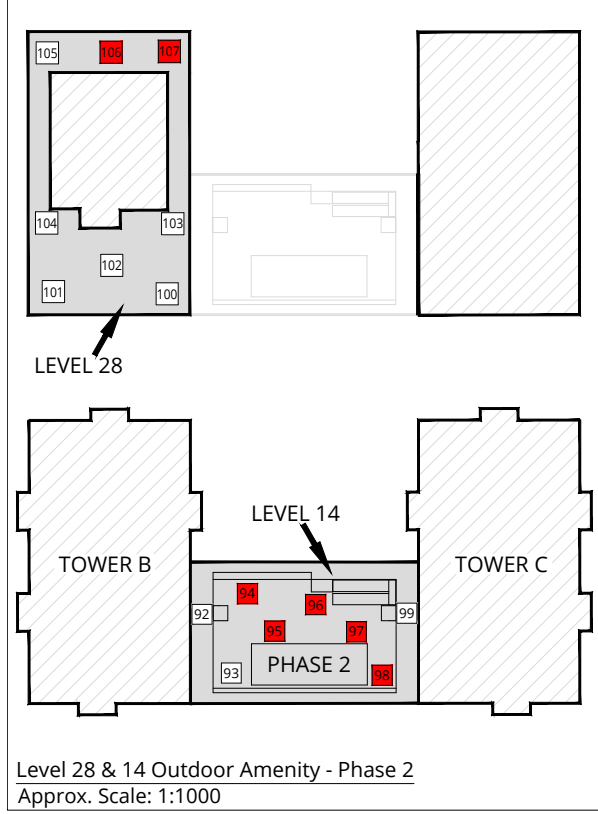 105 106 107
104 103
102
101 100
LEVEL 28
LEVEL 14
TOWER B
TOWER C
94
96
92 99
95 97
PHASE 2
93 98
Level 28 & 14 Outdoor Amenity - Phase 2
Approx. Scale: 1:1000